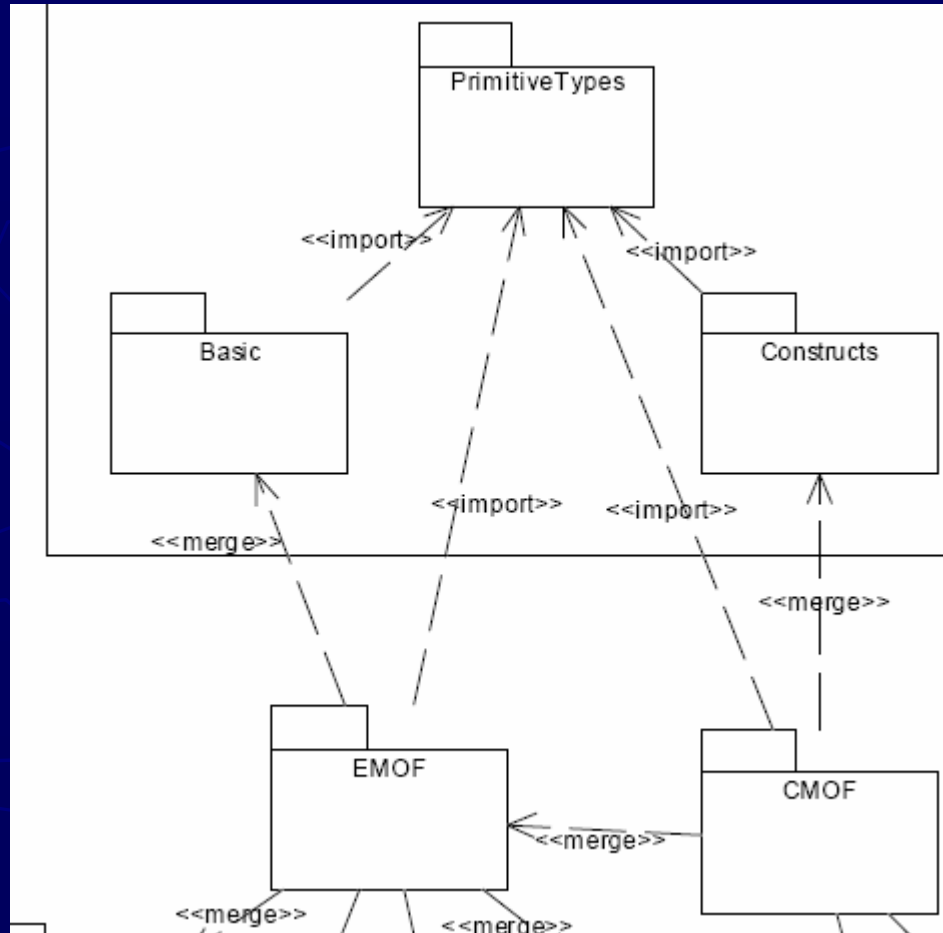 PrimitiveTypes
<<import>>
<<import>>
Basic
Constructs
<<import>>
<<import>>
<<merge>>
<<merge>>
EMOF
CMOF
<<merge>>
<<merge>>
<<merge>>